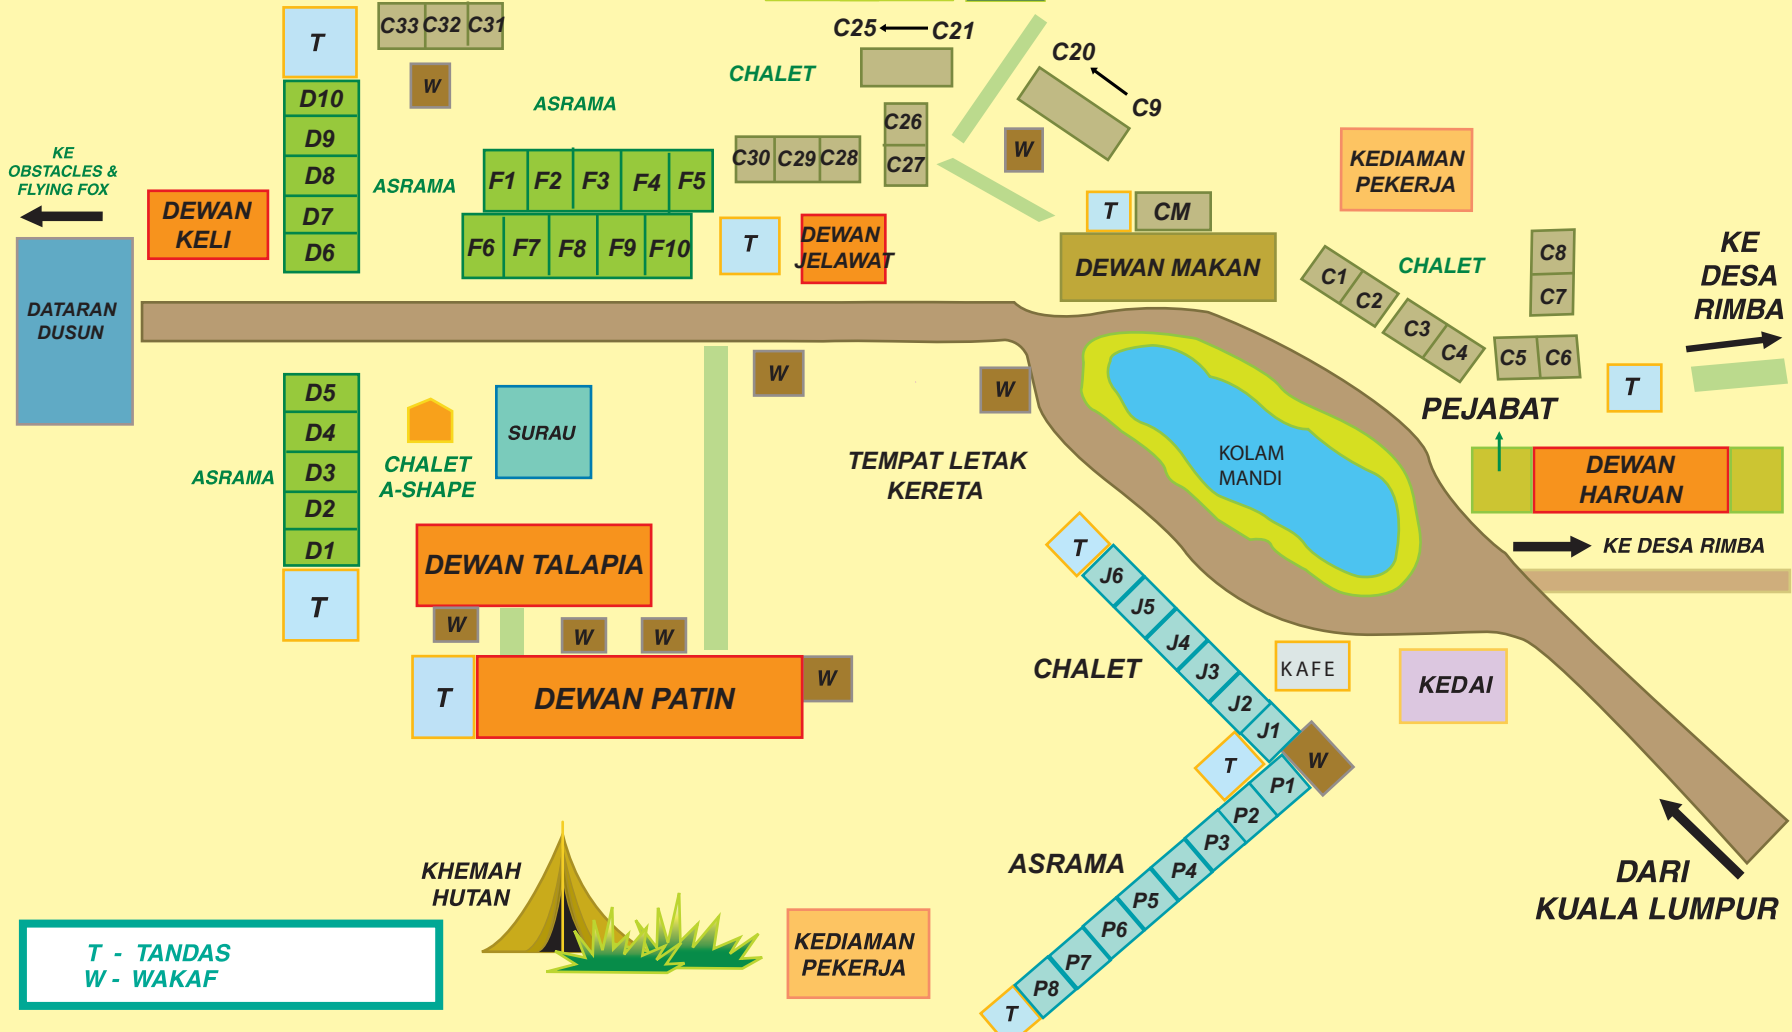 T
C33 C32 C31
W
C25 C21
CHALET
C20
C9
D10
D9
D8
D7
D6
ASRAMA
C26
C27
C30 C29 C28
W
KE
OBSTACLES &
FLYING FOX
ASRAMA
F1 F2 F3 F4 F5
F6 F7 F8 F9 F10
T
DEWAN
JELAWAT
DEWAN
KELI
KEDIAMAN
PEKERJA
T
CM
DEWAN MAKAN
C1
C2
C3
C4
CHALET
C8
C7
C5 C6
KE
DESA
RIMBA
T
DATARAN
DUSUN
W
W
PEJABAT
D5
D4
D3
D2
D1
ASRAMA
CHALET
A-SHAPE
SURAU
TEMPAT LETAK
KERETA
KOLAM
MANDI
DEWAN
HARUAN
KE DESA RIMBA
DEWAN TALAPIA
T
W
W
W
T
DEWAN PATIN
W
T
J6
J5
J4
J3
J2
J1
CHALET
KAFE
KEDAI
T
W
P1
P2
P3
P4
P5
P6
P7
P8
T
ASRAMA
KHEMAH
HUTAN
KEDIAMAN
PEKERJA
DARI
KUALA LUMPUR
T - TANDAS
W - WAKAF